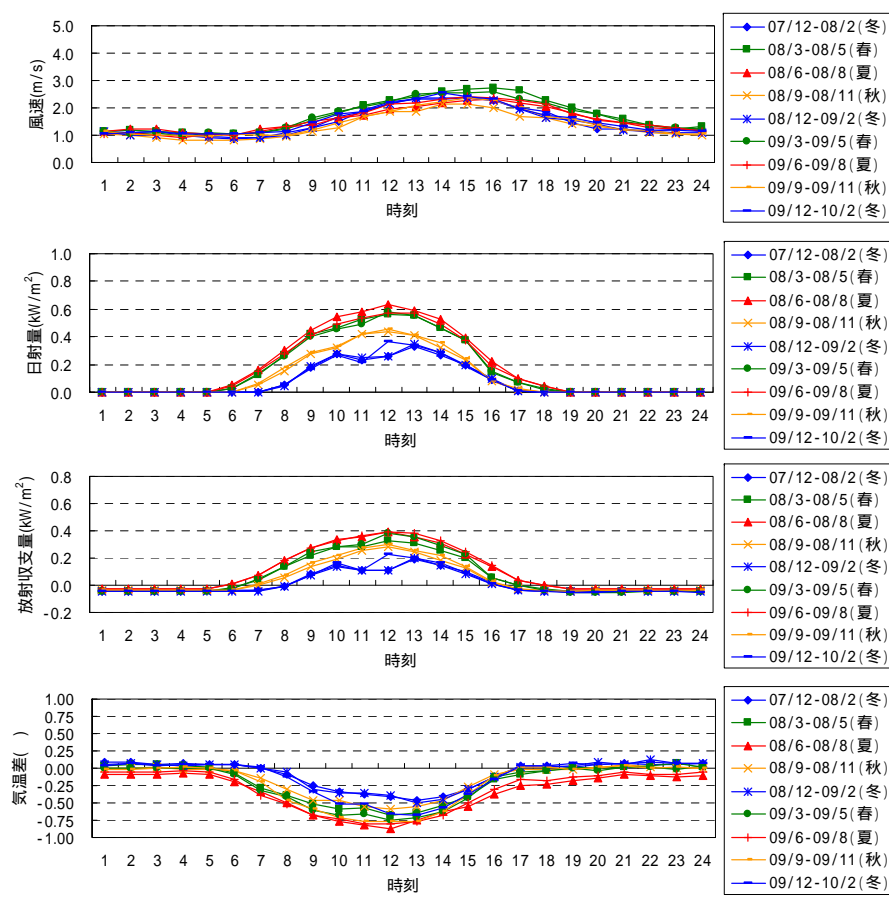 5.0
4.0
3.0
2.0
1.0
0.0
風速(m/s)
1 2 3 4 5 6 7 8 9 10 11 12 13 14 15 16 17 18 19 20 21 22 23 24
時刻
07/12-08/2(冬)
08/3-08/5(春)
08/6-08/8(夏)
08/9-08/11(秋)
08/12-09/2(冬)
09/3-09/5(春)
09/6-09/8(夏)
09/9-09/11(秋)
09/12-10/2(冬)
1.0
0.8
0.6
0.4
0.2
0.0
日射量(kW/m²)
1 2 3 4 5 6 7 8 9 10 11 12 13 14 15 16 17 18 19 20 21 22 23 24
時刻
07/12-08/2(冬)
08/3-08/5(春)
08/6-08/8(夏)
08/9-08/11(秋)
08/12-09/2(冬)
09/3-09/5(春)
09/6-09/8(夏)
09/9-09/11(秋)
09/12-10/2(冬)
0.8
0.6
0.4
0.2
0.0
-0.2
放射収支量(kW/m²)
1 2 3 4 5 6 7 8 9 10 11 12 13 14 15 16 17 18 19 20 21 22 23 24
時刻
07/12-08/2(冬)
08/3-08/5(春)
08/6-08/8(夏)
08/9-08/11(秋)
08/12-09/2(冬)
09/3-09/5(春)
09/6-09/8(夏)
09/9-09/11(秋)
09/12-10/2(冬)
1.00
0.75
0.50
0.25
0.00
-0.25
-0.50
-0.75
-1.00
気温差( )
1 2 3 4 5 6 7 8 9 10 11 12 13 14 15 16 17 18 19 20 21 22 23 24
時刻
07/12-08/2(冬)
08/3-08/5(春)
08/6-08/8(夏)
08/9-08/11(秋)
08/12-09/2(冬)
09/3-09/5(春)
09/6-09/8(夏)
09/9-09/11(秋)
09/12-10/2(冬)